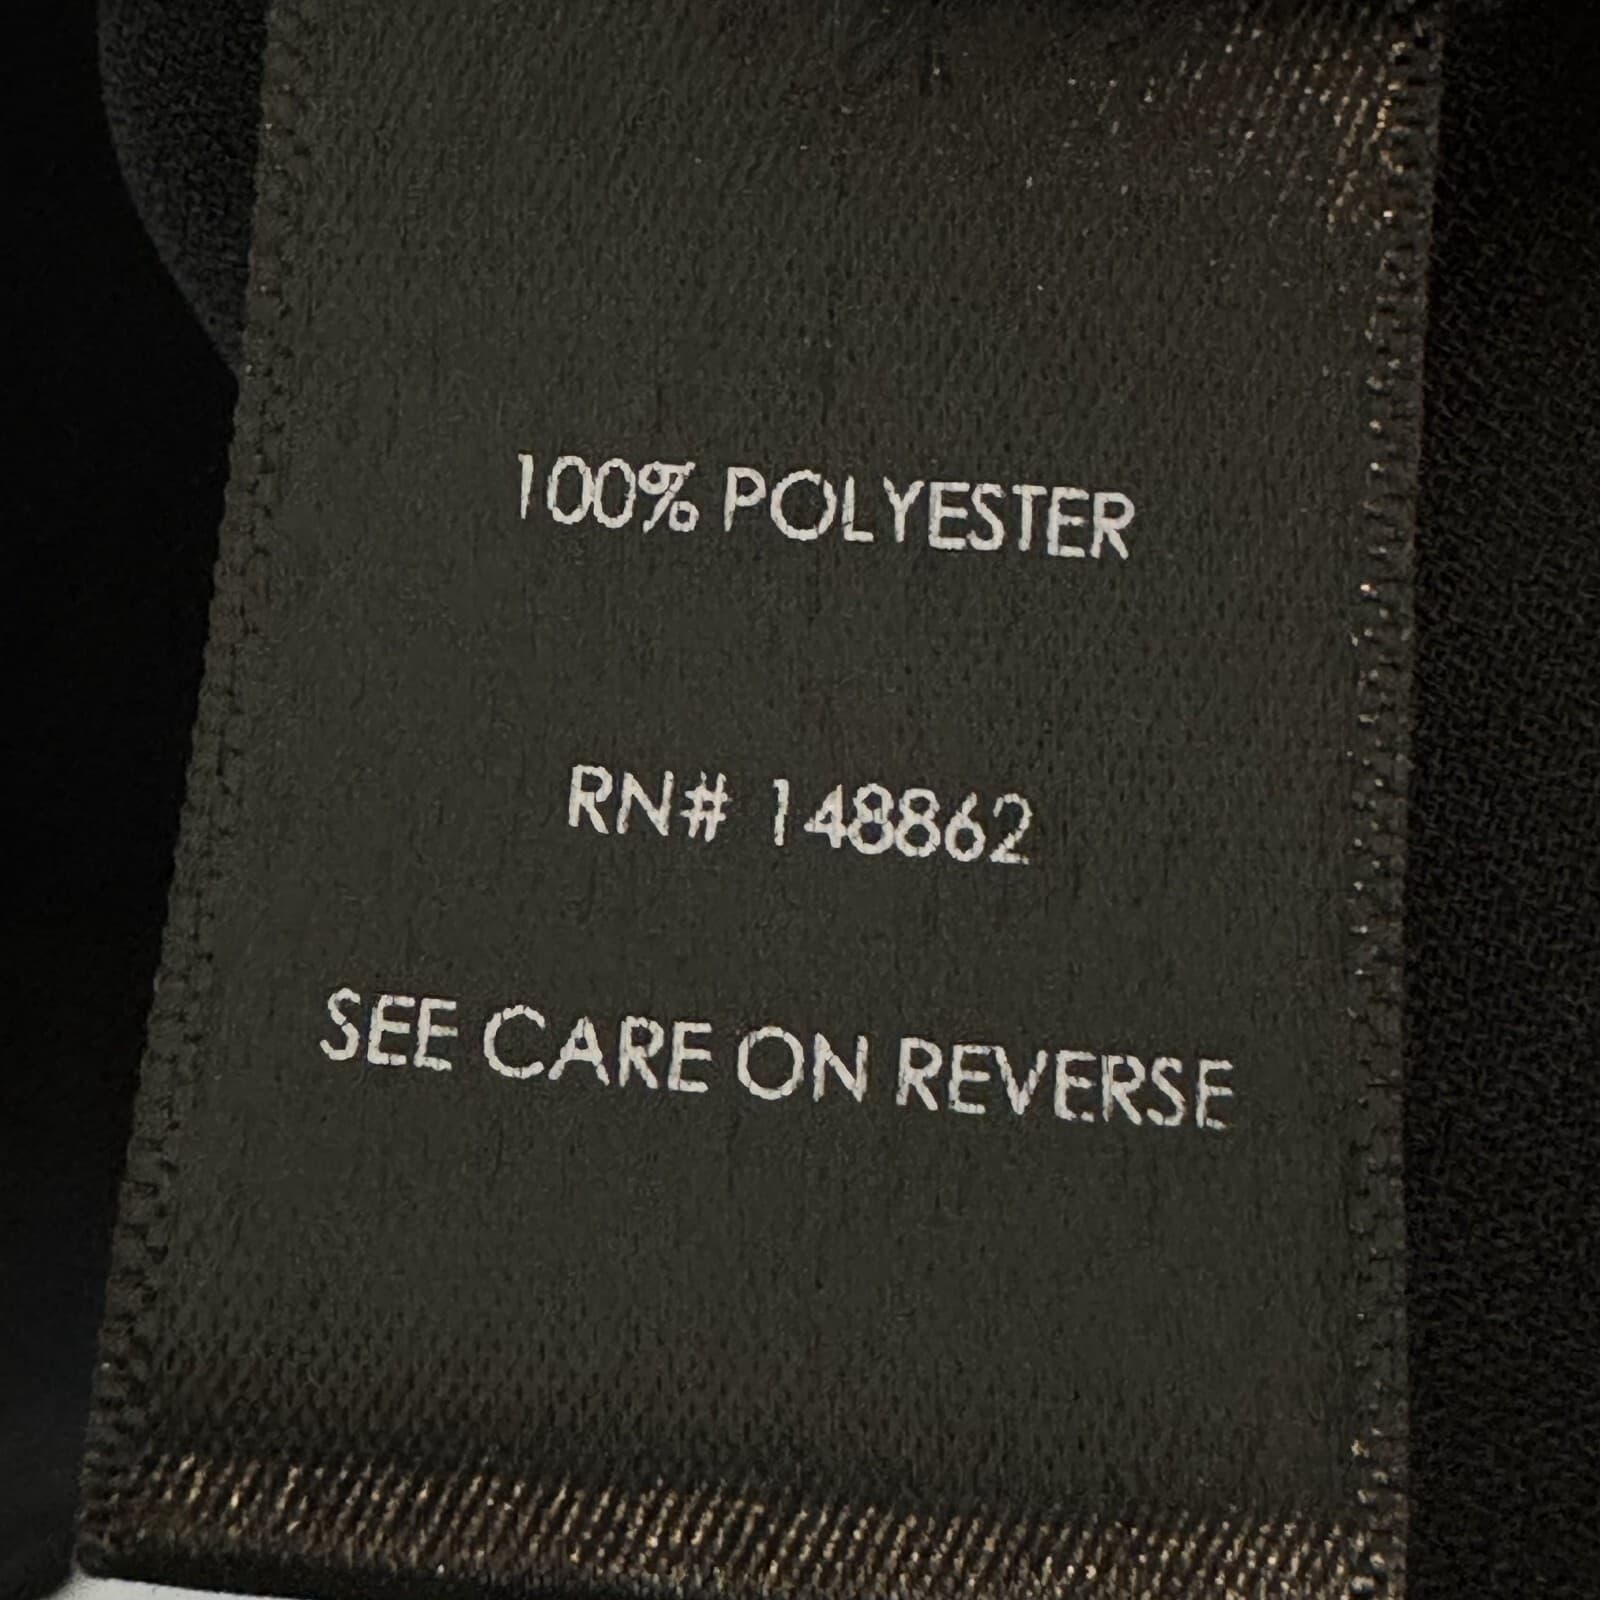 100% POLYESTER
RN# 148862
SEE CARE ON REVERSE